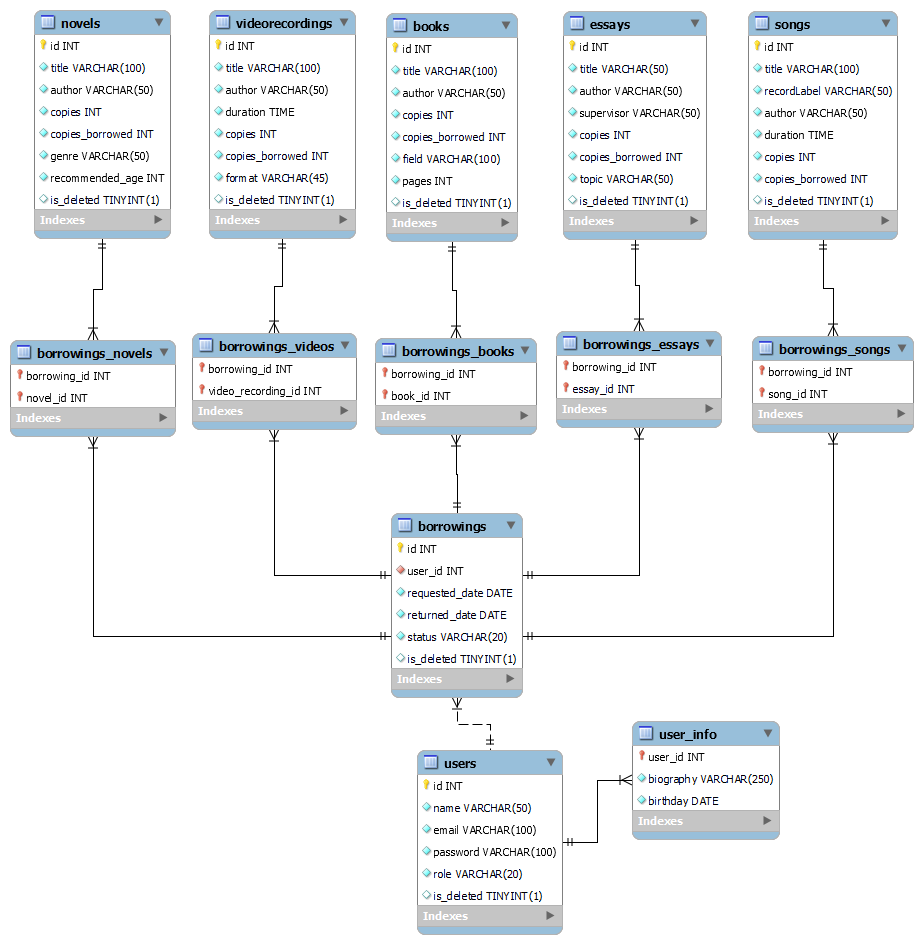 novels
id INT
title VARCHAR(100)
author VARCHAR(50)
copies INT
copies_borrowed INT
genre VARCHAR(50)
recommended_age INT
is_deleted TINYINT(1)
Indexes
videorecordings
id INT
title VARCHAR(100)
author VARCHAR(50)
duration TIME
copies INT
copies_borrowed INT
format VARCHAR(45)
is_deleted TINYINT(1)
Indexes
books
id INT
title VARCHAR(100)
author VARCHAR(50)
copies INT
copies_borrowed INT
field VARCHAR(100)
pages INT
is_deleted TINYINT(1)
Indexes
essays
id INT
title VARCHAR(50)
author VARCHAR(50)
supervisor VARCHAR(50)
copies INT
copies_borrowed INT
topic VARCHAR(50)
is_deleted TINYINT(1)
Indexes
songs
id INT
title VARCHAR(100)
recordLabel VARCHAR(50)
author VARCHAR(50)
duration TIME
copies INT
copies_borrowed INT
is_deleted TINYINT(1)
Indexes
borrowings_novels
borrowing_id INT
novel_id INT
Indexes
borrowings_videos
borrowing_id INT
video_recording_id INT
Indexes
borrowings_books
borrowing_id INT
book_id INT
Indexes
borrowings_essays
borrowing_id INT
essay_id INT
Indexes
borrowings_songs
borrowing_id INT
song_id INT
Indexes
borrowings
id INT
user_id INT
requested_date DATE
returned_date DATE
status VARCHAR(20)
is_deleted TINYINT(1)
Indexes
users
id INT
name VARCHAR(50)
email VARCHAR(100)
password VARCHAR(100)
role VARCHAR(20)
is_deleted TINYINT(1)
Indexes
user_info
user_id INT
biography VARCHAR(250)
birthday DATE
Indexes